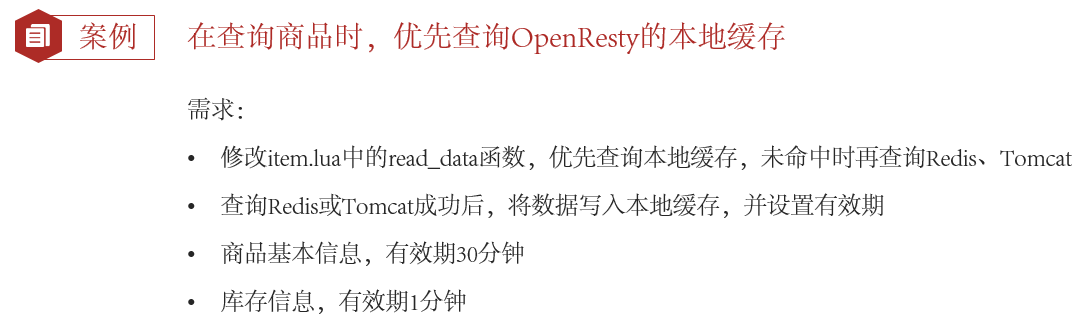 案例
在查询商品时，优先查询OpenResty的本地缓存
需求：
• 修改item.lua中的read_data函数，优先查询本地缓存，未命中时再查询Redis、Tomcat
• 查询Redis或Tomcat成功后，将数据写入本地缓存，并设置有效期
• 商品基本信息，有效期30分钟
• 库存信息，有效期1分钟